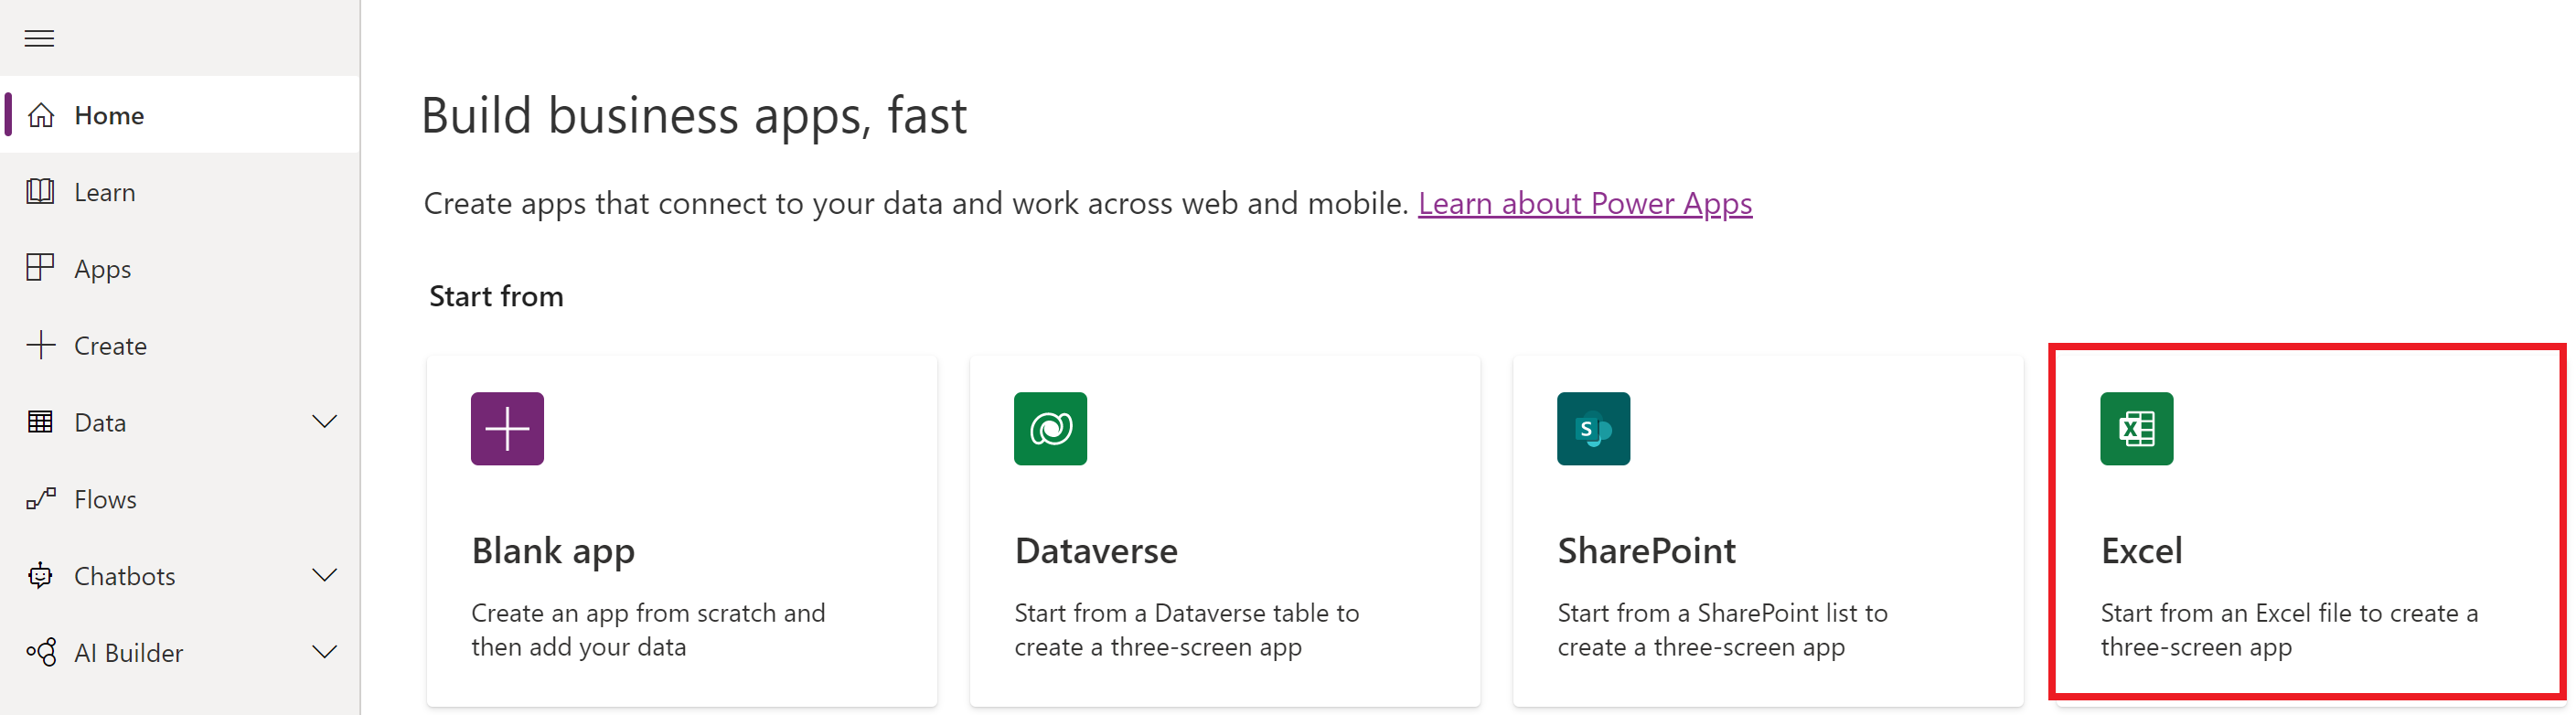 Home
Learn
Apps
Create
Data
Flows
Chatbots
AI Builder
Build business apps, fast
Create apps that connect to your data and work across web and mobile. Learn about Power Apps
Start from
Blank app
Create an app from scratch and
then add your data
Dataverse
Start from a Dataverse table to
create a three-screen app
S
SharePoint
Start from a SharePoint list to
create a three-screen app
X
Excel
Start from an Excel file to create a
three-screen app